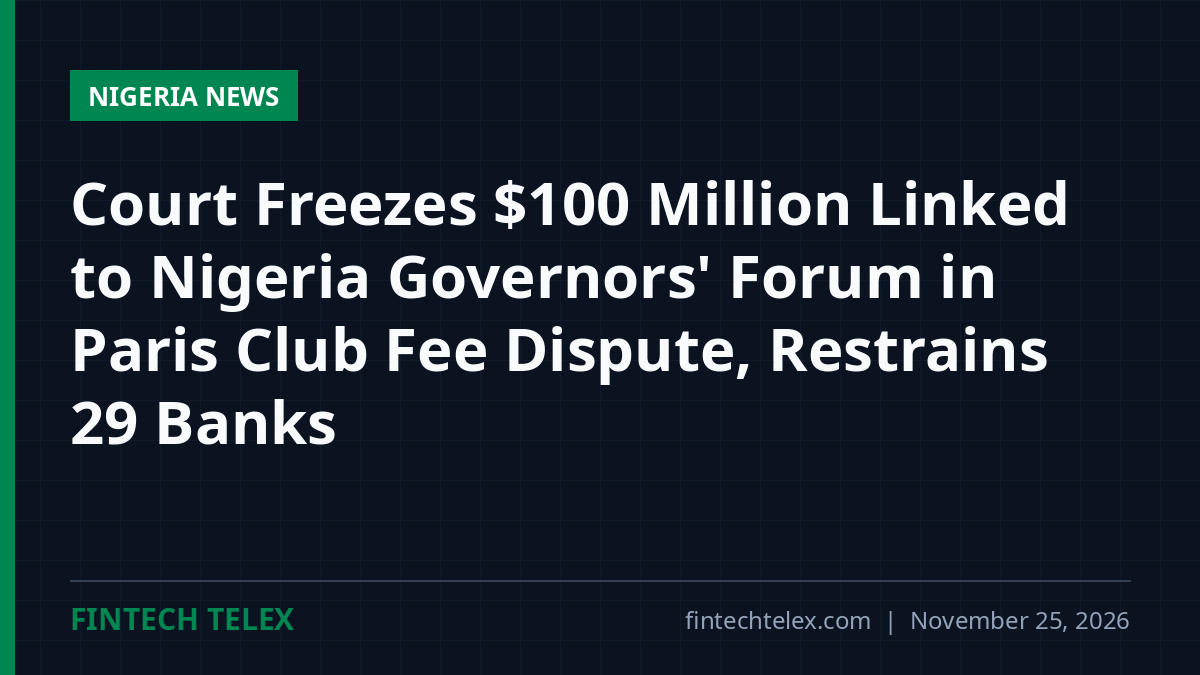 NIGERIA NEWS
Court Freezes $100 Million Linked
to Nigeria Governors' Forum in
Paris Club Fee Dispute, Restrains
29 Banks
FINTECH TELEX
fintechtelex.com | November 25, 2026